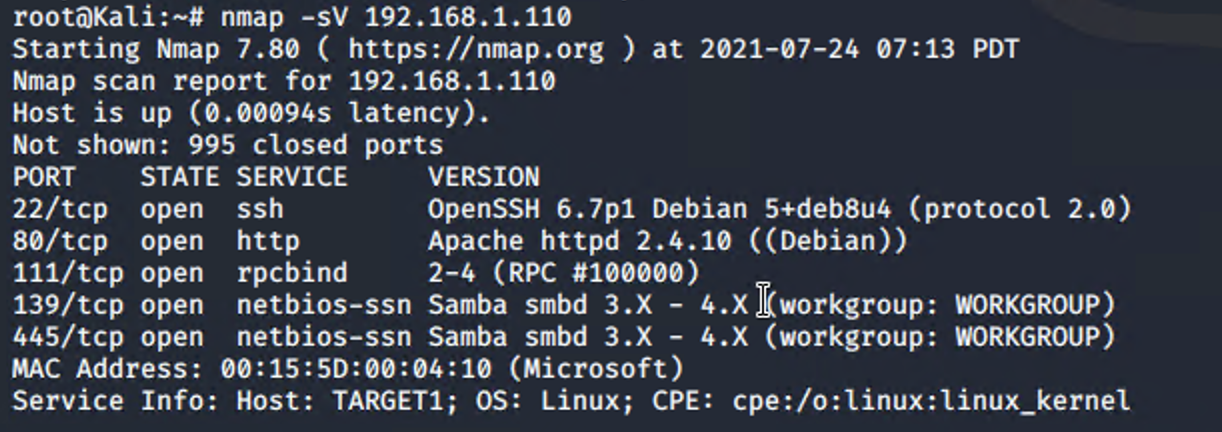 root@Kali:~# nmap -sV 192.168.1.110
Starting Nmap 7.80 ( https://nmap.org ) at 2021-07-24 07:13 PDT
Nmap scan report for 192.168.1.110
Host is up (0.00094s latency).
Not shown: 995 closed ports
PORT    STATE SERVICE     VERSION
22/tcp  open  ssh         OpenSSH 6.7p1 Debian 5+deb8u4 (protocol 2.0)
80/tcp  open  http        Apache httpd 2.4.10 ((Debian))
111/tcp open  rpcbind     2-4 (RPC #100000)
139/tcp open  netbios-ssn Samba smbd 3.X - 4.X (workgroup: WORKGROUP)
445/tcp open  netbios-ssn Samba smbd 3.X - 4.X (workgroup: WORKGROUP)
MAC Address: 00:15:5D:00:04:10 (Microsoft)
Service Info: Host: TARGET1; OS: Linux; CPE: cpe:/o:linux:linux_kernel